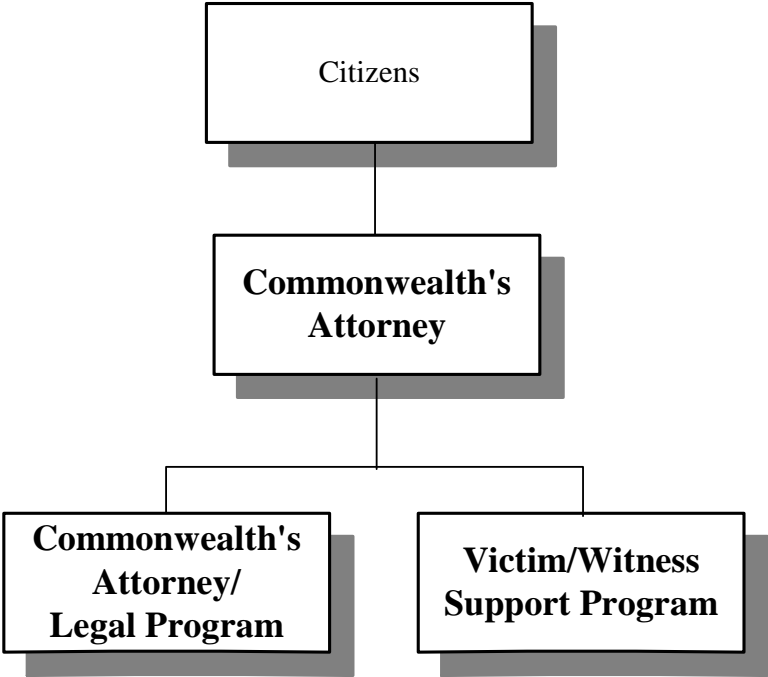 Citizens
Commonwealth's
Attorney
Commonwealth's
Attorney/
Legal Program
Victim/Witness
Support Program